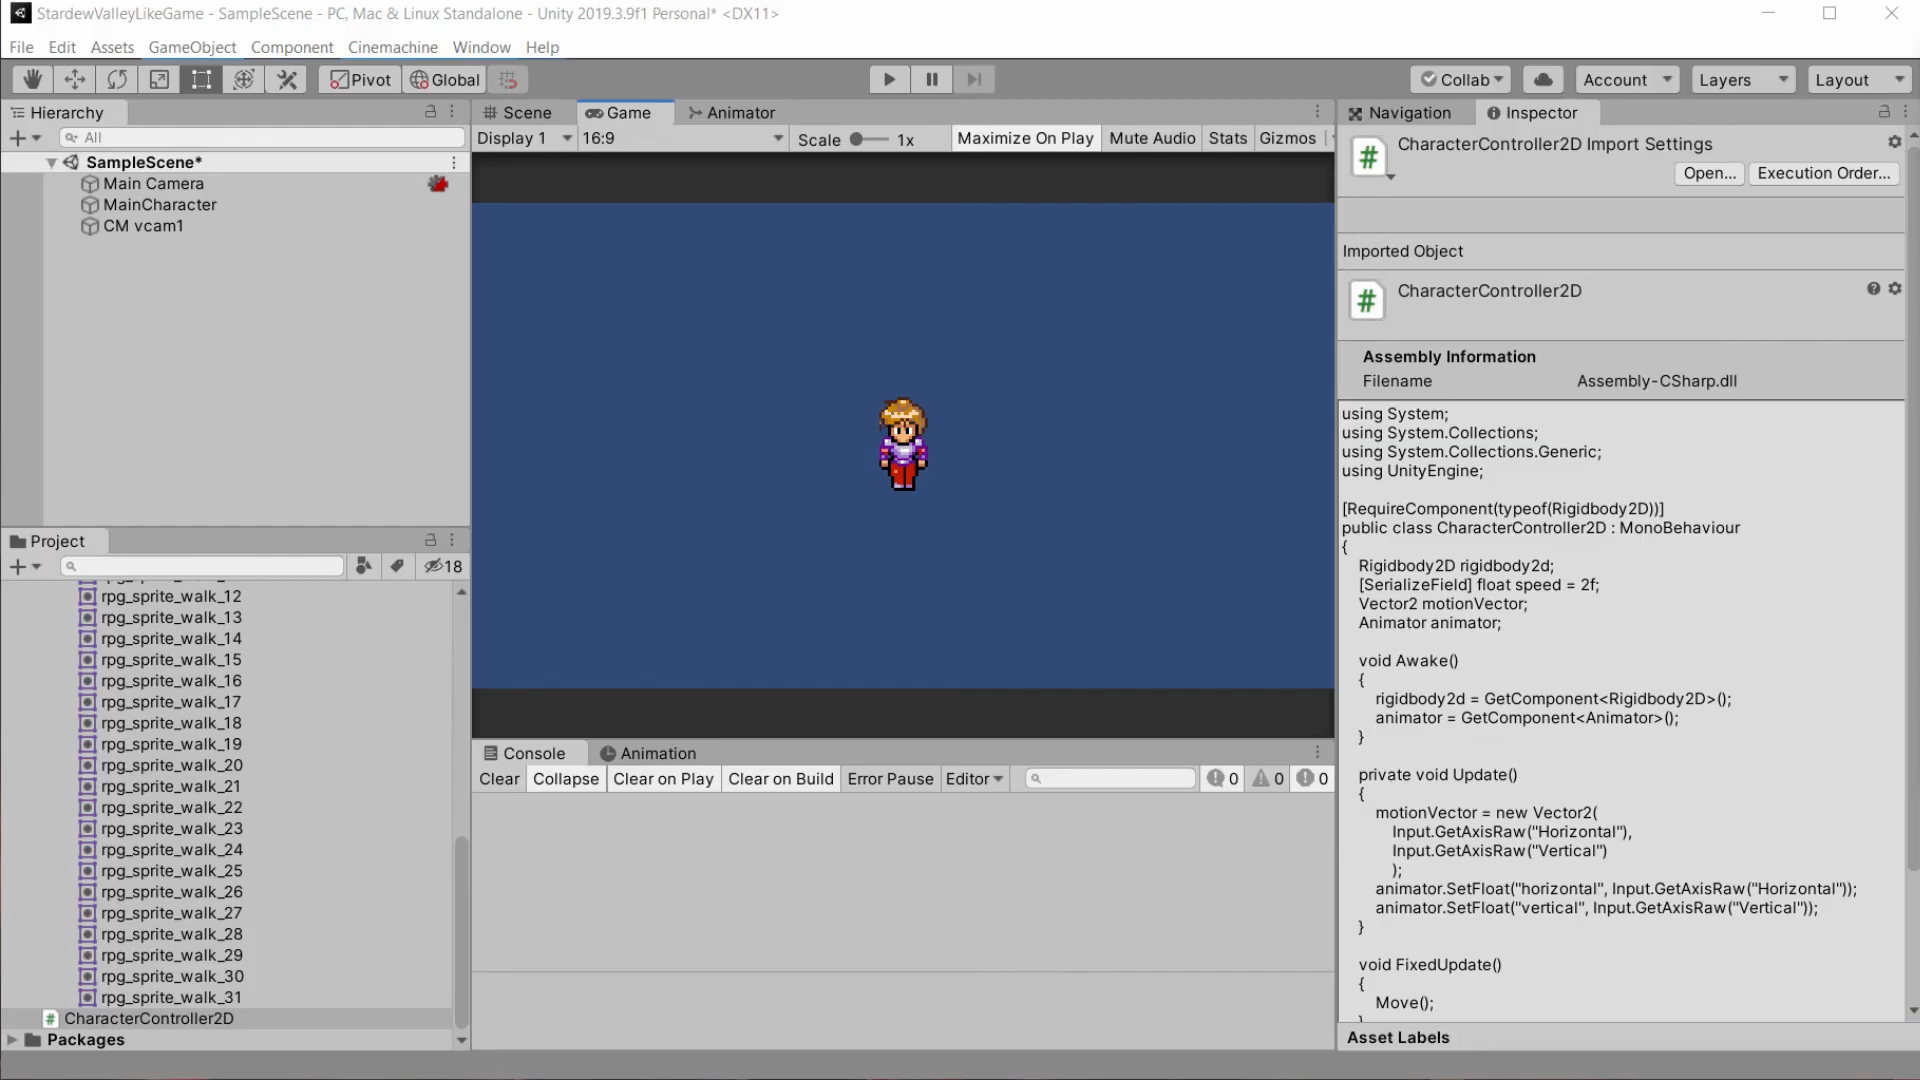 StardewValleyLikeGame - SampleScene - PC, Mac & Linux Standalone - Unity 2019.3.9f1 Personal* <DX11>
File Edit Assets GameObject Component Cinemachine Window Help
Pivot Global Collab Account Layers Layout
Hierarchy
All
SampleScene*
Main Camera
MainCharacter
CM vcam1
Project
18
rpg_sprite_walk_12
rpg_sprite_walk_13
rpg_sprite_walk_14
rpg_sprite_walk_15
rpg_sprite_walk_16
rpg_sprite_walk_17
rpg_sprite_walk_18
rpg_sprite_walk_19
rpg_sprite_walk_20
rpg_sprite_walk_21
rpg_sprite_walk_22
rpg_sprite_walk_23
rpg_sprite_walk_24
rpg_sprite_walk_25
rpg_sprite_walk_26
rpg_sprite_walk_27
rpg_sprite_walk_28
rpg_sprite_walk_29
rpg_sprite_walk_30
rpg_sprite_walk_31
# CharacterController2D
Packages
Scene Game Animator
Display 1 16:9 Scale 1x Maximize On Play Mute Audio Stats Gizmos
Console Animation
Clear Collapse Clear on Play Clear on Build Error Pause Editor 0 0 0
Navigation Inspector
# CharacterController2D Import Settings
Open... Execution Order...
Imported Object
# CharacterController2D
Assembly Information
Filename Assembly-CSharp.dll
using System;
using System.Collections;
using System.Collections.Generic;
using UnityEngine;
[RequireComponent(typeof(Rigidbody2D))]
public class CharacterController2D : MonoBehaviour
{
Rigidbody2D rigidbody2d;
[SerializeField] float speed = 2f;
Vector2 motionVector;
Animator animator;
void Awake()
{
rigidbody2d = GetComponent<Rigidbody2D>();
animator = GetComponent<Animator>();
}
private void Update()
{
motionVector = new Vector2(
Input.GetAxisRaw("Horizontal"),
Input.GetAxisRaw("Vertical")
);
animator.SetFloat("horizontal", Input.GetAxisRaw("Horizontal"));
animator.SetFloat("vertical", Input.GetAxisRaw("Vertical"));
}
void FixedUpdate()
{
Move();
Asset Labels